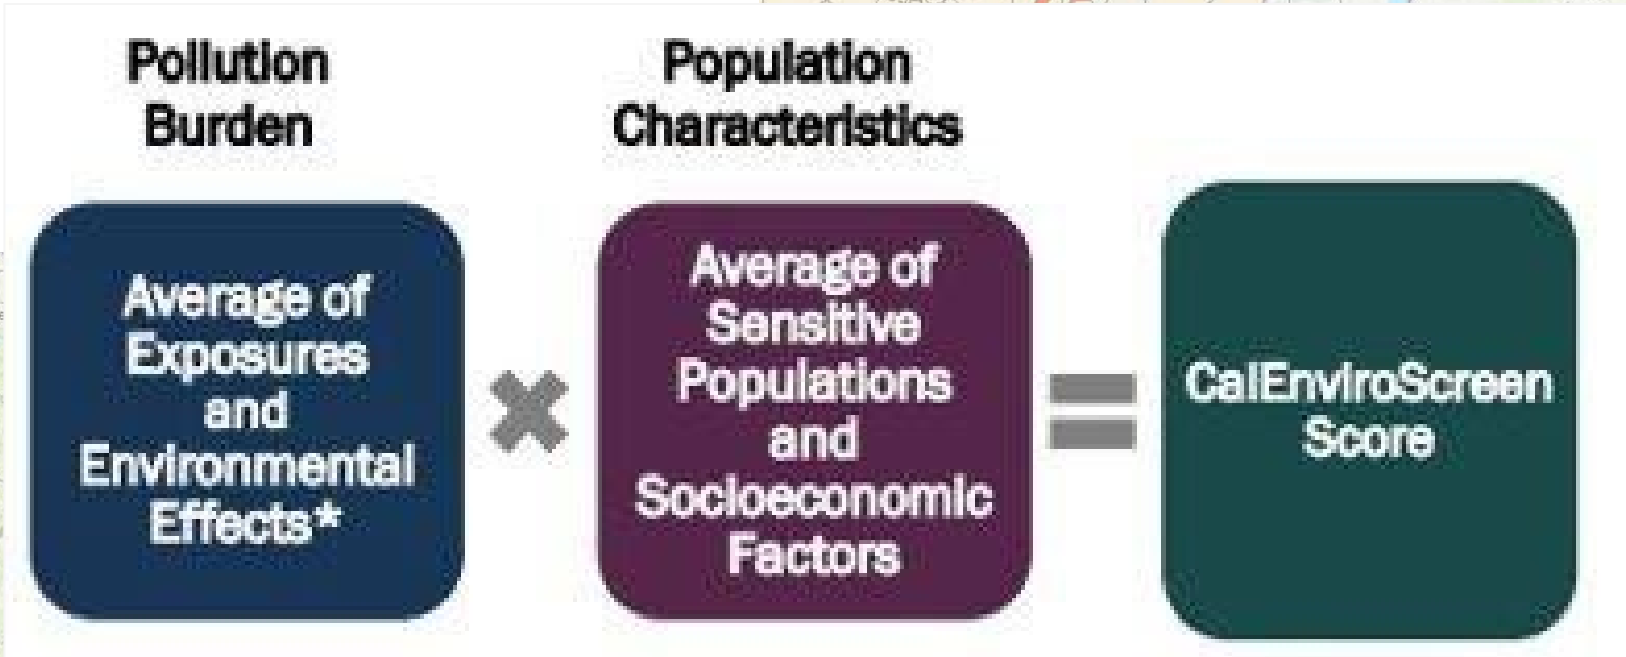 Pollution
Burden
Population
Characteristics
Average of
Exposures
and
Environmental
Effects*
Average of
Sensitive
Populations
and
Socioeconomic
Factors
CalEnviroScreen
Score